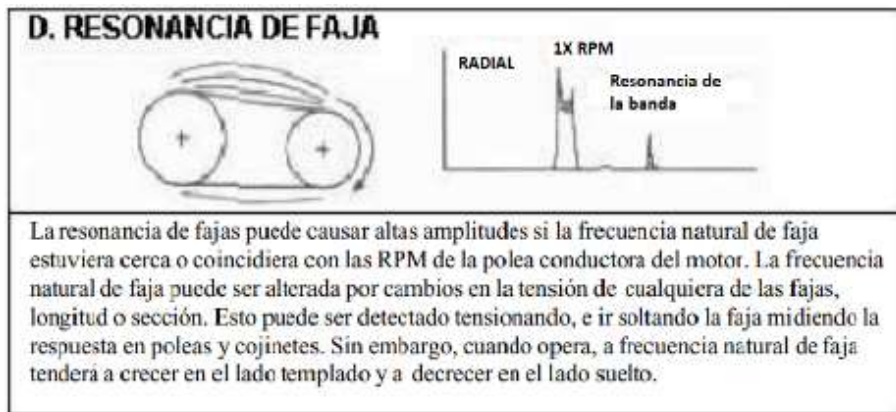 D. RESONANCIA DE FAJA
RADIAL
1X RPM
Resonancia de
la banda
La resonancia de fajas puede causar altas amplitudes si la frecuencia natural de faja
estuviera cerca o coincidiera con las RPM de la polea conductora del motor. La frecuencia
natural de faja puede ser alterada por cambios en la tensión de cualquiera de las fajas,
longitud o sección. Esto puede ser detectado tensionando, e ir soltando la faja midiendo la
respuesta en poleas y cojinetes. Sin embargo, cuando opera, a frecuencia natural de faja
tenderá a crecer en el lado templado y a decrecer en el lado suelto.